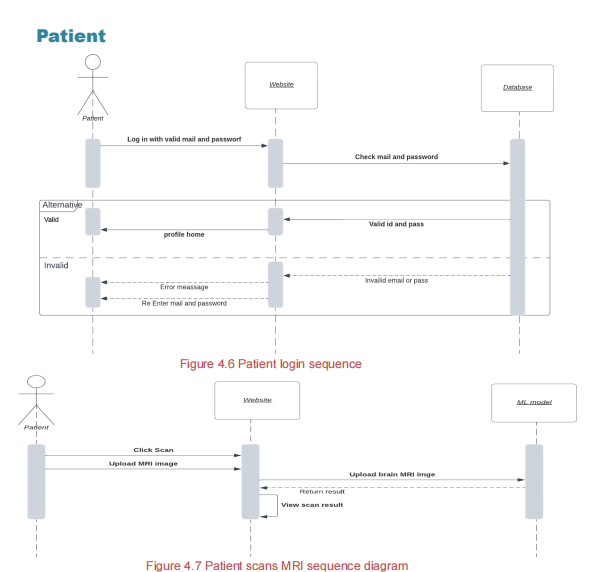 Patient
Website
Database
Patient
Log in with valid mail and passworf
Check mail and password
Alternative
Valid
Valid id and pass
profile home
Invalid
Invailid email or pass
Error meassage
Re Enter mail and password
Figure 4.6 Patient login sequence
Website
ML model
Patient
Click Scan
Upload MRI image
Upload brain MRI imge
Return result
View scan result
Figure 4.7 Patient scans MRI sequence diagram